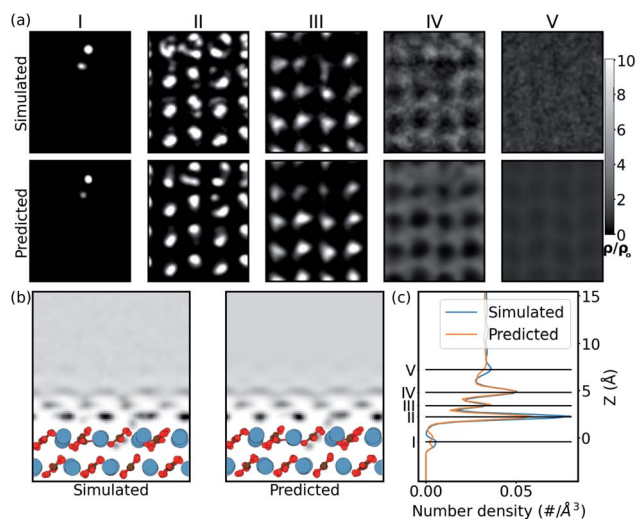 (a) I II III IV V
Simulated
Predicted
10
8
6
4
2
0
ρ/ρₒ
(b)
Simulated
Predicted
(c)
Simulated
Predicted
V
IV
III
II
I
15
10
5
0
Z (Å)
0.00 0.05
Number density (#/Å³)